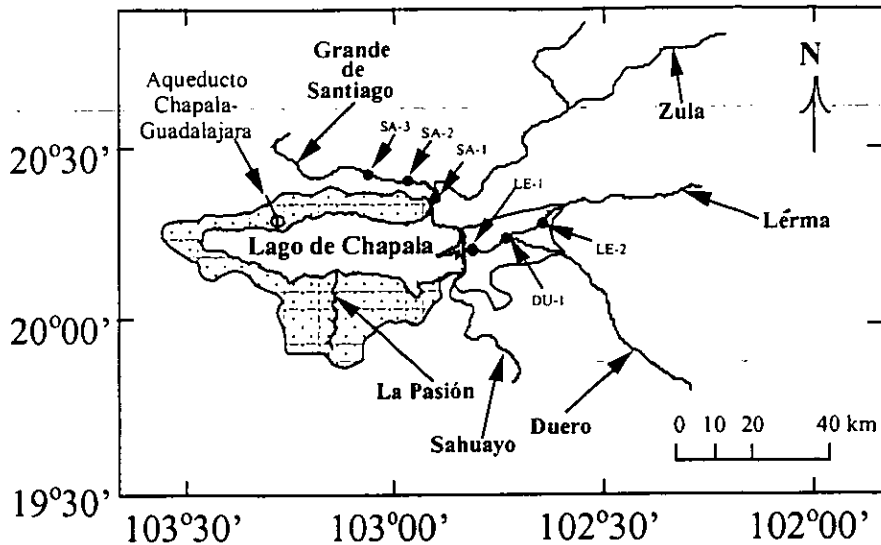 Grande
de
Santiago
Aqueducto
Chapala-
Guadalajara
SA-3
SA-2
SA-1
Zula
N
20°30'
LE-1
Lérma
Lago de Chapala
LE-2
DU-1
20°00'
La Pasión
Sahuayo
Duero
0 10 20 40 km
19°30'
103°30' 103°00' 102°30' 102°00'